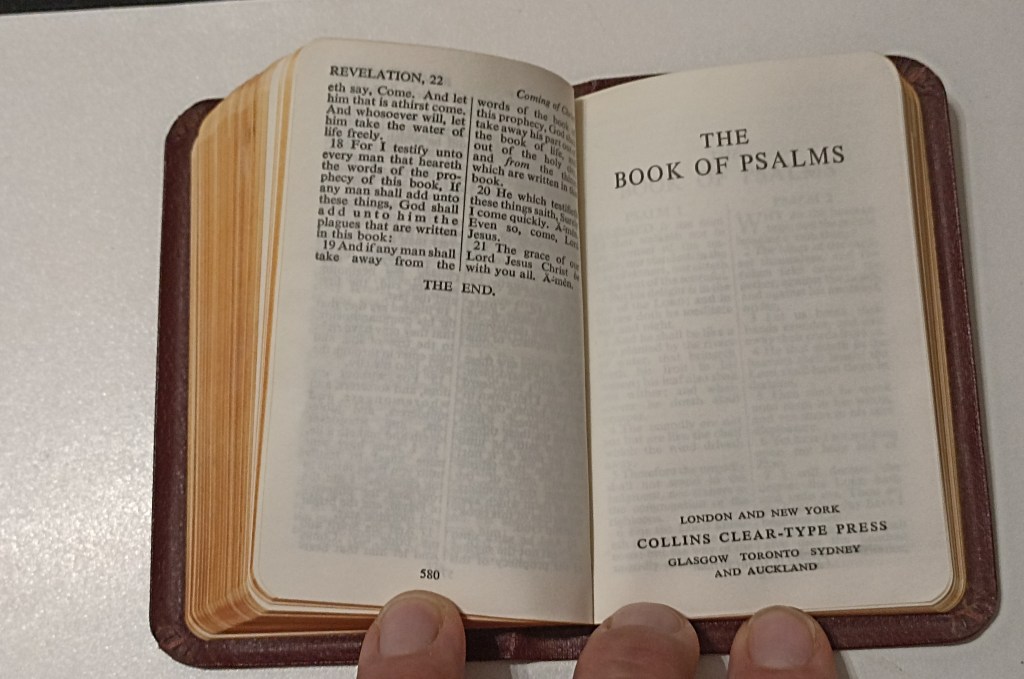 REVELATION, 22
eth say, Come. And let
him that is athirst come.
And whosoever will, let
him take the water of
life freely.
18 For I testify unto
every man that heareth
the words of the pro-
phecy of this book, If
any man shall add unto
these things, God shall
add unto him the
plagues that are written
in this book:
19 And if any man shall
take away from the
Coming of
words of the book
this prophecy, God
take away his part
the book of life,
out of the holy
and from the
which are written in
book.
20 He which
these things saith,
I come quickly.
Even so, come,
Jesus.
21 The grace of
Lord Jesus Christ
with you all. Ā-mén.
THE END.
580
THE
BOOK OF PSALMS
LONDON AND NEW YORK
COLLINS CLEAR-TYPE PRESS
GLASGOW TORONTO SYDNEY
AND AUCKLAND